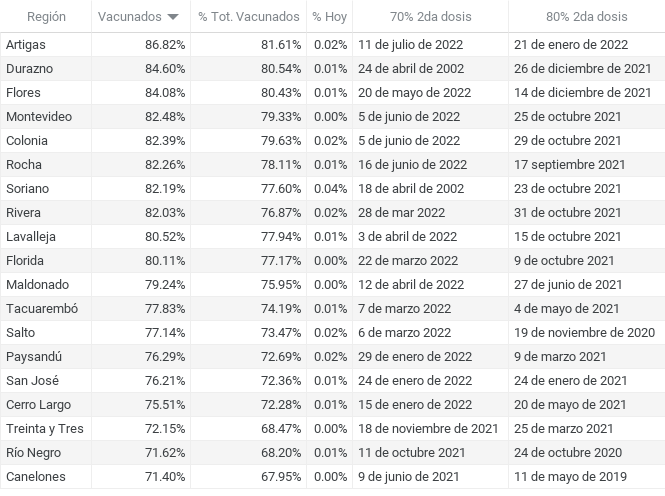 Región Vacunados % Tot. Vacunados % Hoy 70% 2da dosis 80% 2da dosis
Artigas 86.82% 81.61% 0.02% 11 de julio de 2022 21 de enero de 2022
Durazno 84.60% 80.54% 0.01% 24 de abril de 2002 26 de diciembre de 2021
Flores 84.08% 80.43% 0.01% 20 de mayo de 2022 14 de diciembre de 2021
Montevideo 82.48% 79.33% 0.00% 5 de junio de 2022 25 de octubre 2021
Colonia 82.39% 79.63% 0.02% 5 de junio de 2022 29 de octubre 2021
Rocha 82.26% 78.11% 0.01% 16 de junio de 2022 17 septiembre 2021
Soriano 82.19% 77.60% 0.04% 18 de abril de 2002 23 de octubre 2021
Rivera 82.03% 76.87% 0.02% 28 de mar 2022 31 de octubre 2021
Lavalleja 80.52% 77.94% 0.01% 3 de abril de 2022 15 de octubre 2021
Florida 80.11% 77.17% 0.00% 22 de marzo 2022 9 de octubre 2021
Maldonado 79.24% 75.95% 0.00% 12 de abril de 2022 27 de junio de 2021
Tacuarembó 77.83% 74.19% 0.01% 7 de marzo 2022 4 de mayo de 2021
Salto 77.14% 73.47% 0.02% 6 de marzo 2022 19 de noviembre de 2020
Paysandú 76.29% 72.69% 0.02% 29 de enero de 2022 9 de marzo 2021
San José 76.21% 72.36% 0.01% 24 de enero de 2022 24 de enero de 2021
Cerro Largo 75.51% 72.28% 0.01% 15 de enero de 2022 20 de mayo de 2021
Treinta y Tres 72.15% 68.47% 0.00% 18 de noviembre de 2021 25 de marzo 2021
Río Negro 71.62% 68.20% 0.01% 11 de octubre 2021 24 de octubre 2020
Canelones 71.40% 67.95% 0.00% 9 de junio de 2021 11 de mayo de 2019